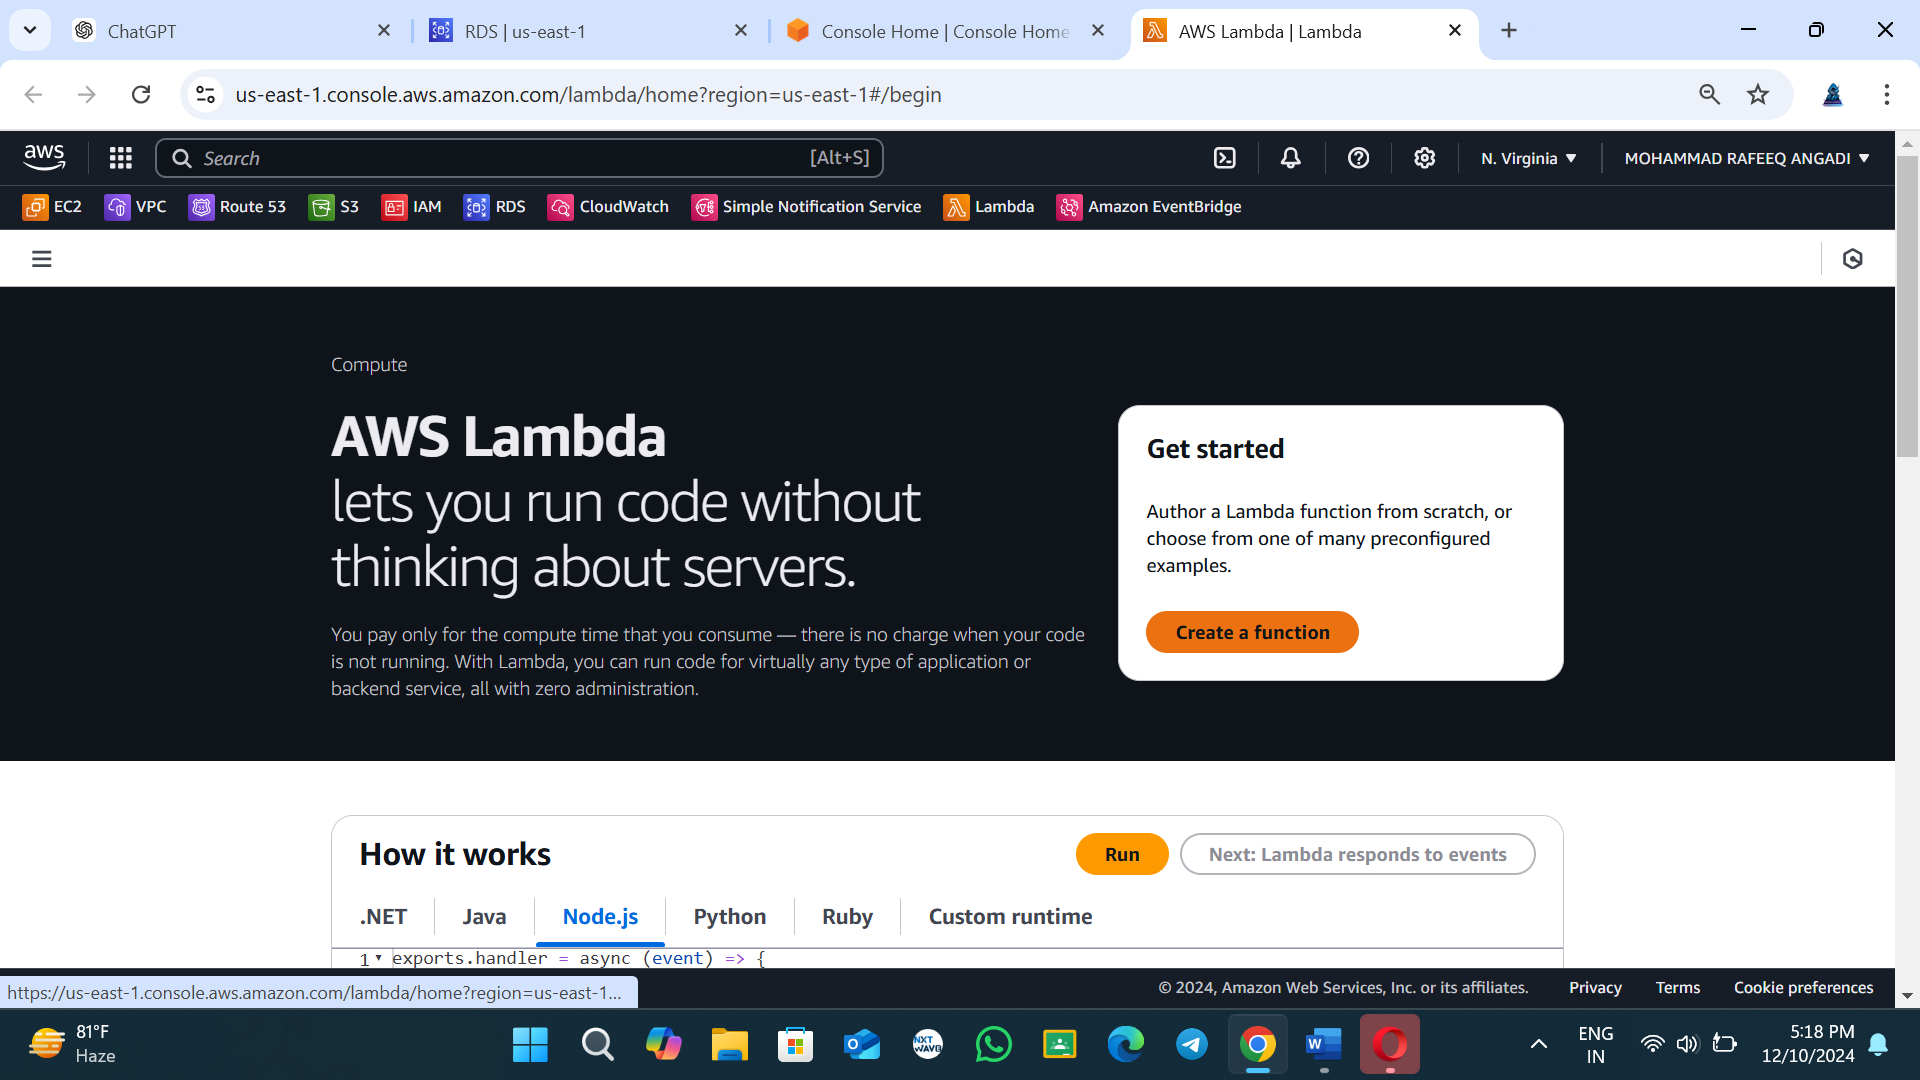 ChatGPT
RDS | us-east-1
Console Home | Console Home
AWS Lambda | Lambda
us-east-1.console.aws.amazon.com/lambda/home?region=us-east-1#/begin
aws
Search
[Alt+S]
N. Virginia ▼
MOHAMMAD RAFEEQ ANGADI ▼
EC2
VPC
Route 53
S3
IAM
RDS
CloudWatch
Simple Notification Service
Lambda
Amazon EventBridge
Compute
AWS Lambda
lets you run code without
thinking about servers.
You pay only for the compute time that you consume — there is no charge when your code
is not running. With Lambda, you can run code for virtually any type of application or
backend service, all with zero administration.
Get started
Author a Lambda function from scratch, or
choose from one of many preconfigured
examples.
Create a function
How it works
Run
Next: Lambda responds to events
.NET
Java
Node.js
Python
Ruby
Custom runtime
1 exports.handler = async (event) => {
https://us-east-1.console.aws.amazon.com/lambda/home?region=us-east-1...
© 2024, Amazon Web Services, Inc. or its affiliates.
Privacy
Terms
Cookie preferences
81°F
Haze
NXT
WAVE
ENG
IN
5:18 PM
12/10/2024